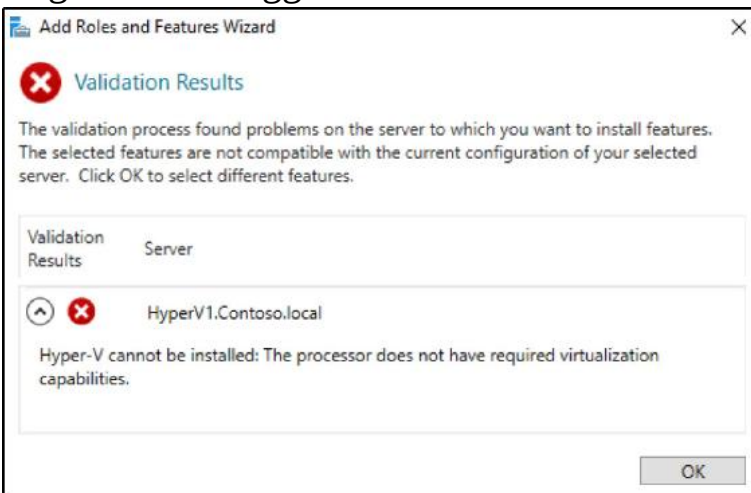 Add Roles and Features Wizard
Validation Results
The validation process found problems on the server to which you want to install features.
The selected features are not compatible with the current configuration of your selected
server. Click OK to select different features.
Validation
Results
Server
HyperV1.Contoso.local
Hyper-V cannot be installed: The processor does not have required virtualization
capabilities.
OK